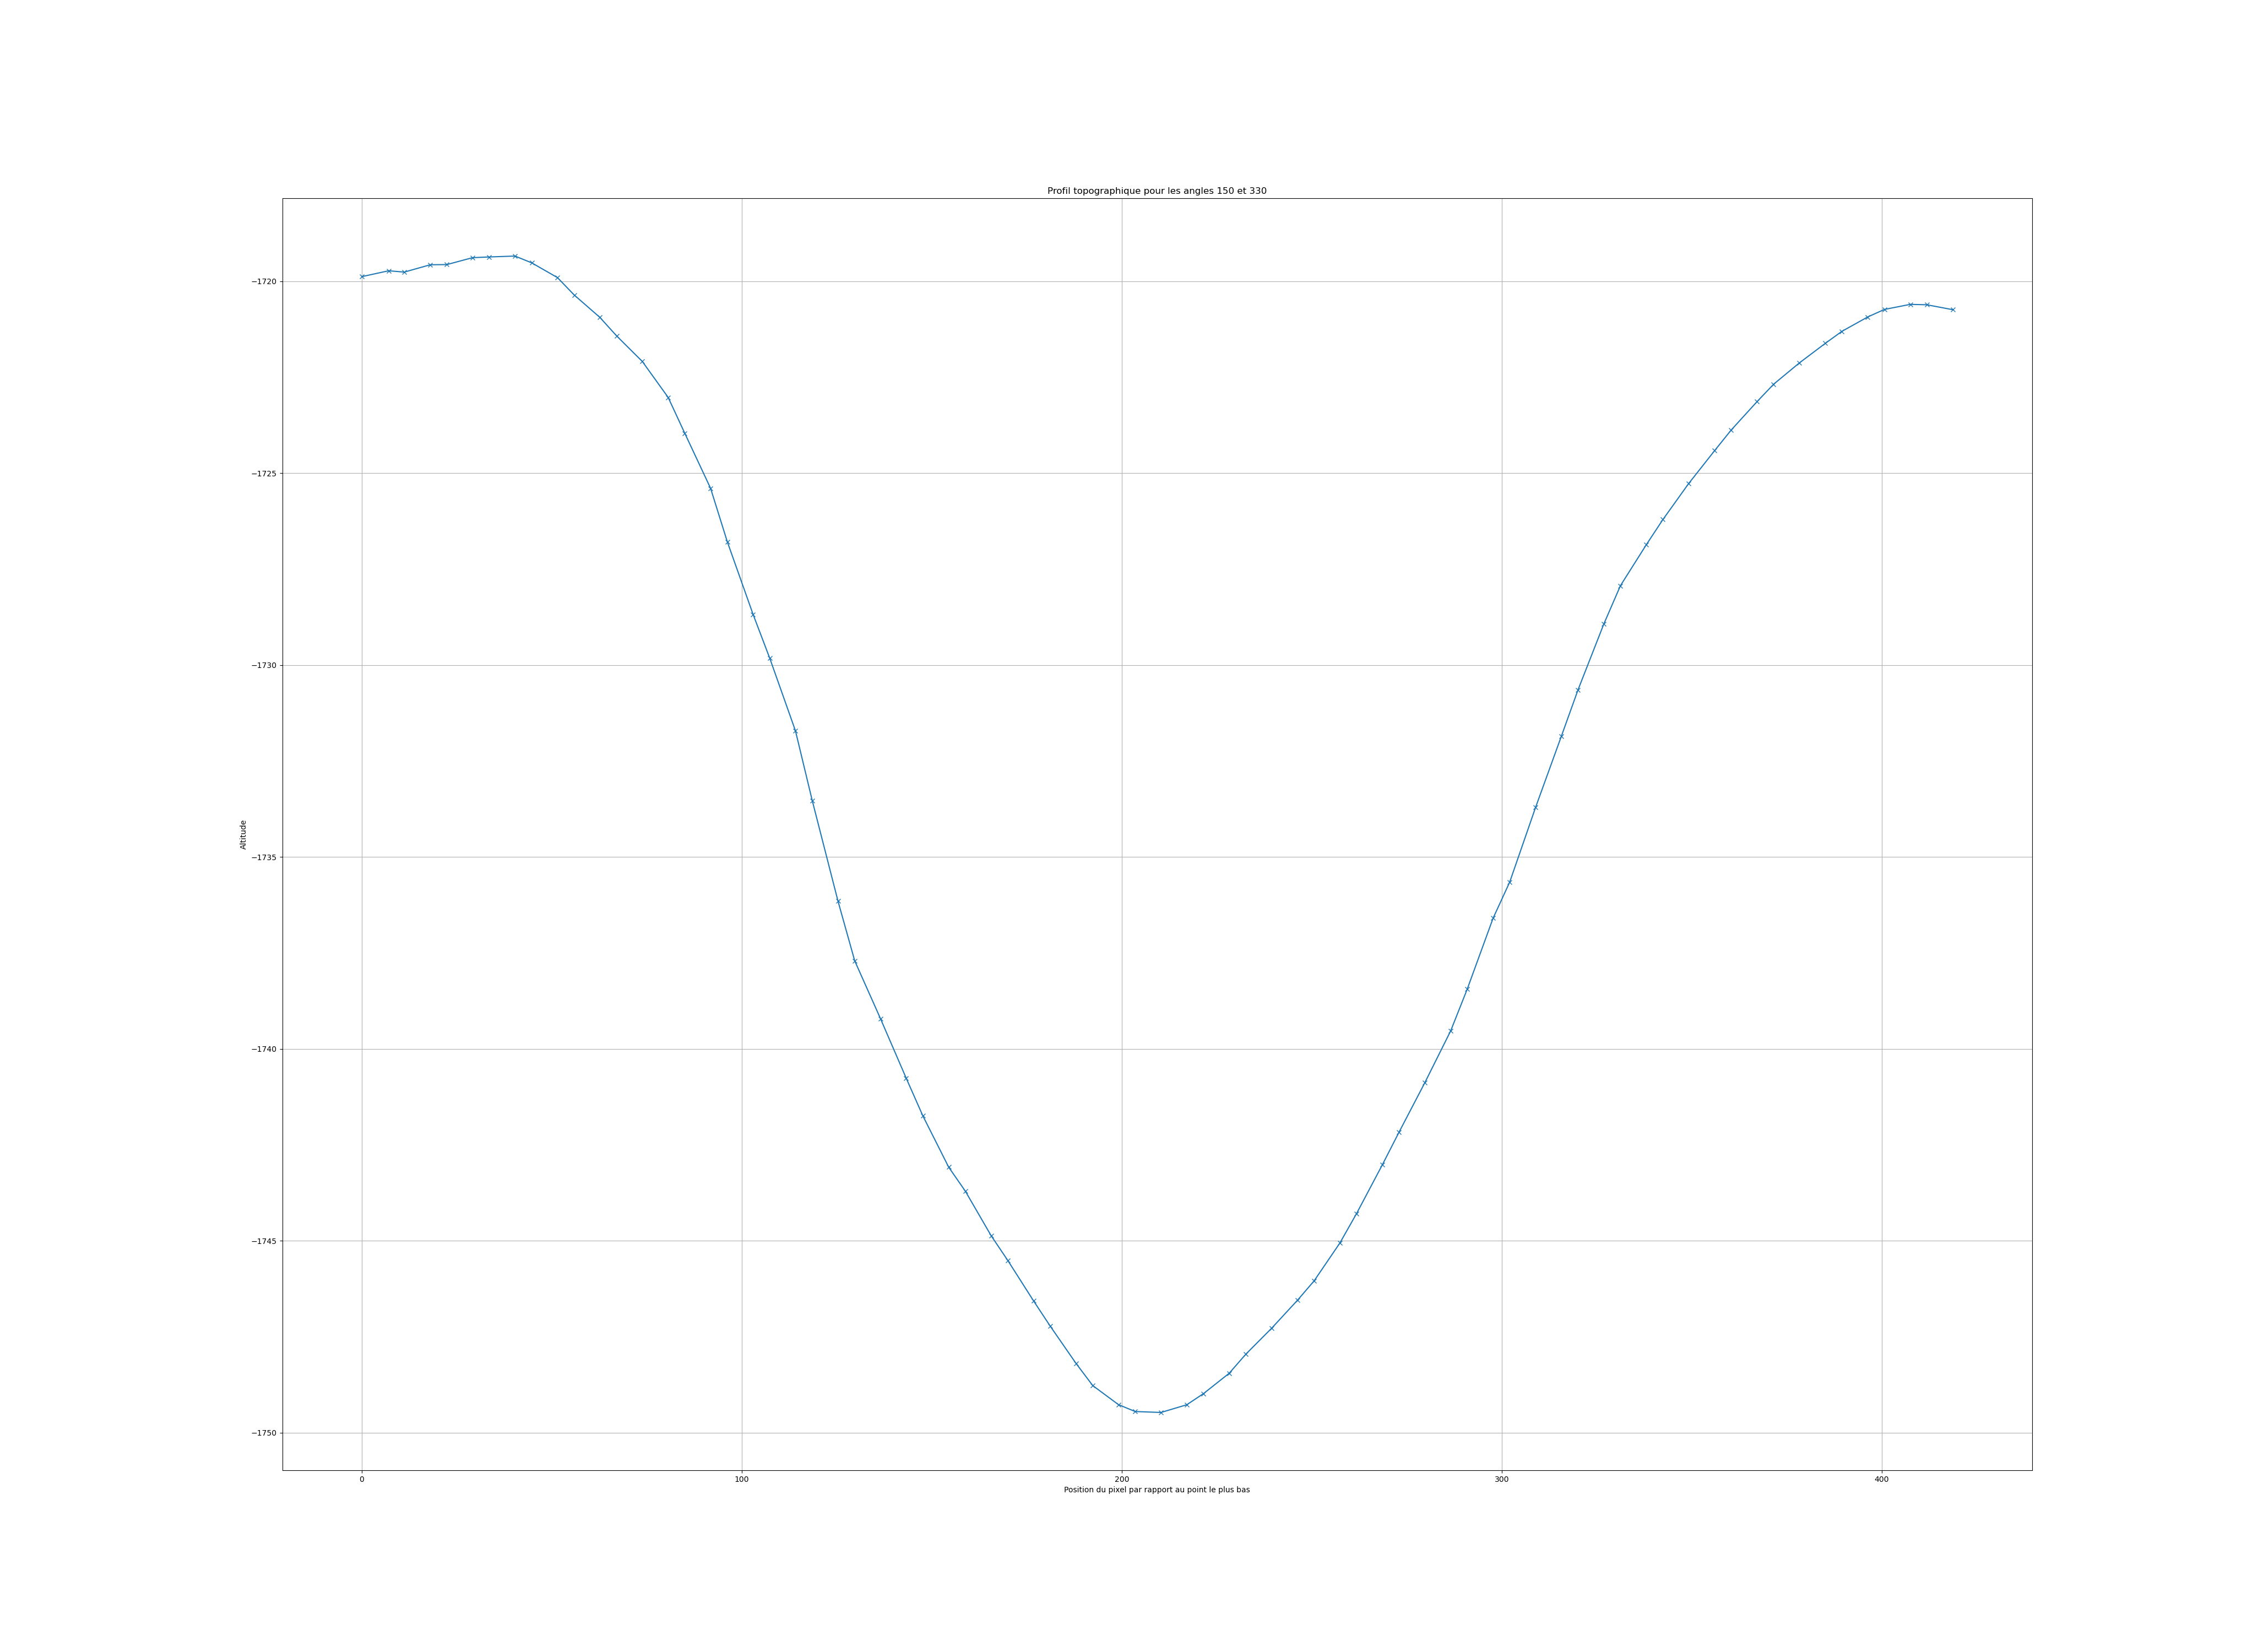 Profil topographique pour les angles 150 et 330
−1720
−1725
−1730
−1735
Altitude
−1740
−1745
−1750
0 100 200 300 400
Position du pixel par rapport au point le plus bas